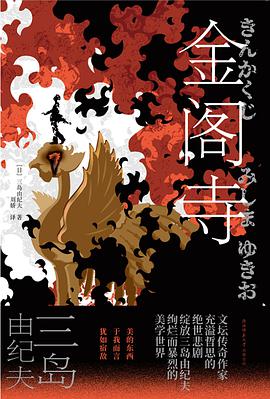 金阁寺
きんかくじ
みしま ゆきお
[日] 三岛由纪夫 著
刘娇 译
三岛
由纪夫
美的东西
于我而言
犹如宿敌
文坛传奇作家
充溢哲思的
绝世悲剧
绽放三岛由纪夫
绚烂而暴烈的
美学世界